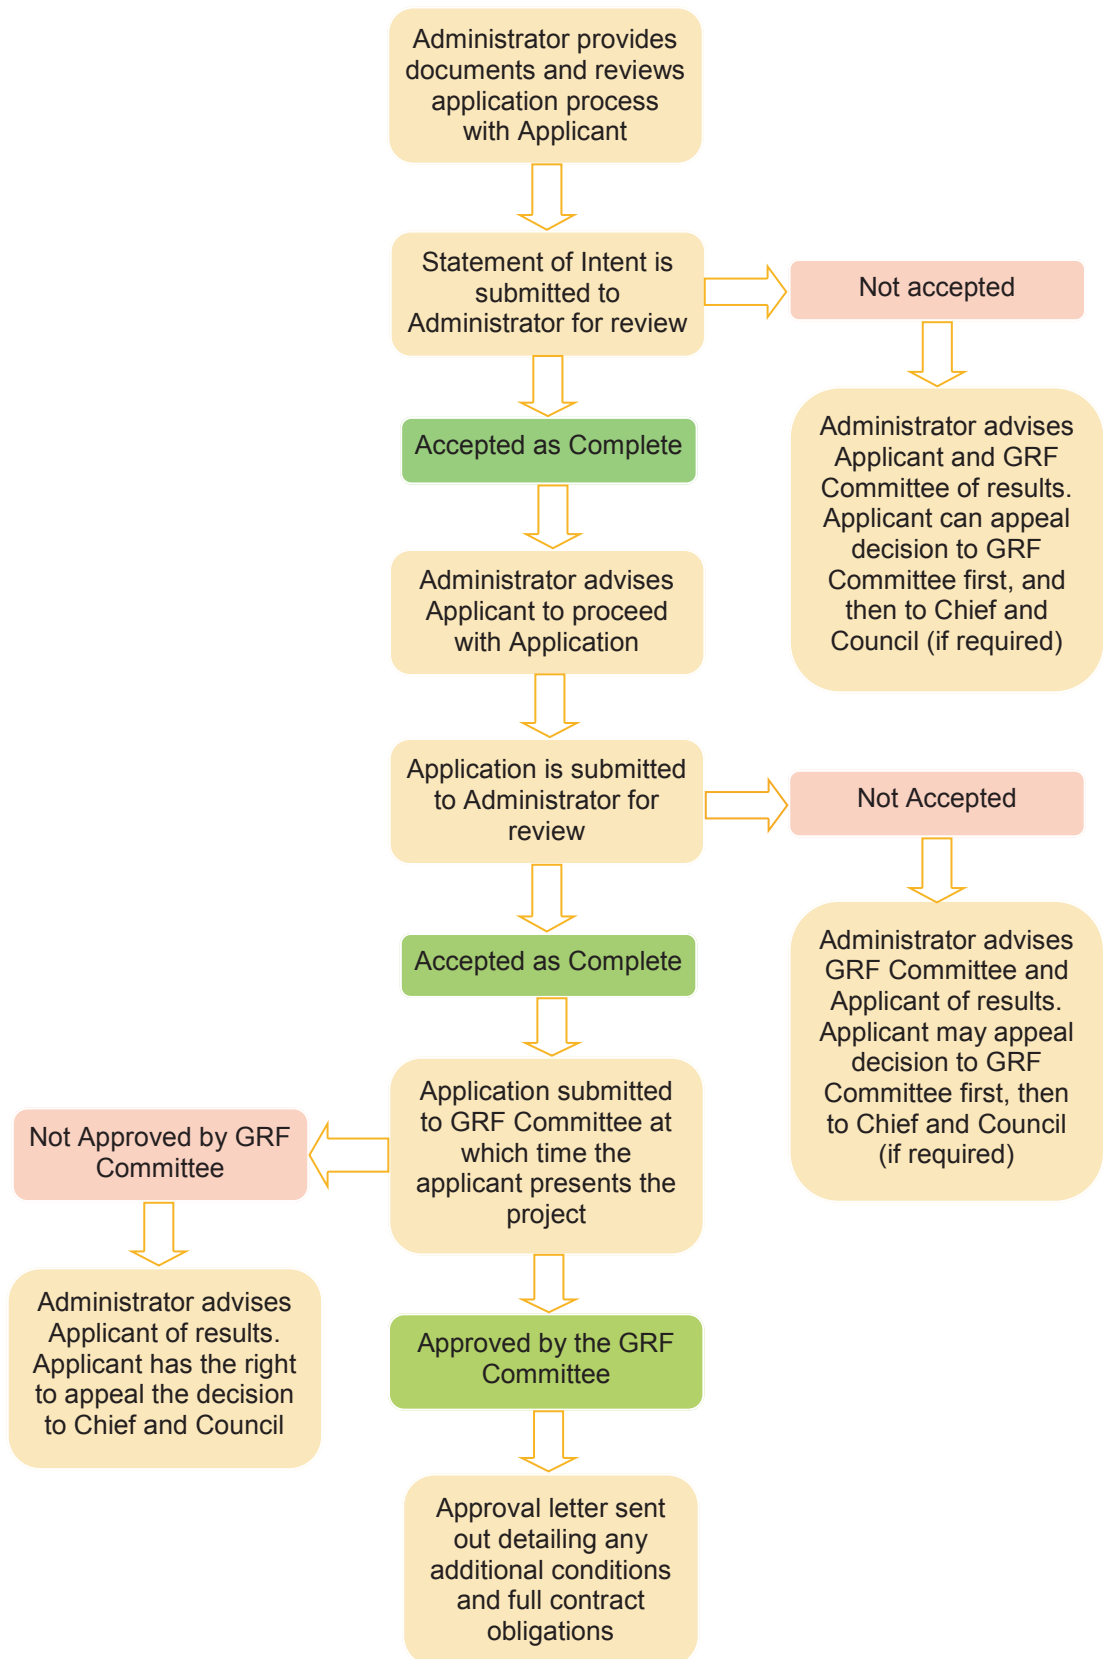 Administrator provides
documents and reviews
application process
with Applicant
Statement of Intent is
submitted to
Administrator for review
Not accepted
Administrator advises
Applicant and GRF
Committee of results.
Applicant can appeal
decision to GRF
Committee first, and
then to Chief and
Council (if required)
Accepted as Complete
Administrator advises
Applicant to proceed
with Application
Application is submitted
to Administrator for
review
Not Accepted
Administrator advises
GRF Committee and
Applicant of results.
Applicant may appeal
decision to GRF
Committee first, then
to Chief and Council
(if required)
Accepted as Complete
Application submitted
to GRF Committee at
which time the
applicant presents the
project
Not Approved by GRF
Committee
Administrator advises
Applicant of results.
Applicant has the right
to appeal the decision
to Chief and Council
Approved by the GRF
Committee
Approval letter sent
out detailing any
additional conditions
and full contract
obligations